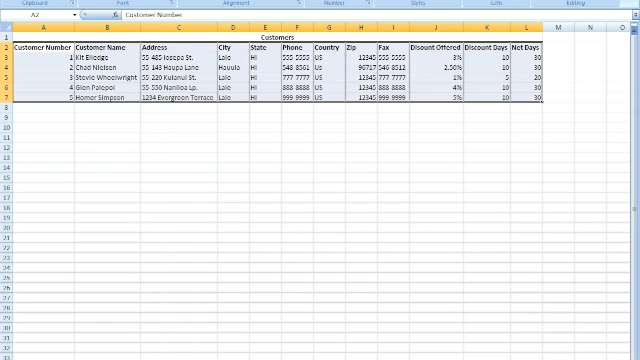 Clipboard Font Alignment Number Styles Cells Editing
A2 fx Customer Number
A B C D E F G H I J K L M N O
1 Customers
2 Customer Number Customer Name Address City State Phone Country Zip Fax Disount Offered Discount Days Net Days
3 1 Kit Elledge 55-485 Iosepa St. Laie HI 555-5555 US 12345 555-5555 3% 10 30
4 2 Chad Nielsen 55-143 Haupa Lane Hauula HI 548-8561 US 96717 546-8512 2.50% 10 30
5 3 Stevie Wheelwright 55-220 Kulanui St. Laie HI 777-7777 US 12345 777-7777 1% 5 20
6 4 Glen Palepoi 55-550 Naniloa Lp. Laie HI 888-8888 US 12345 888-8888 4% 10 30
7 5 Homer Simpson 1234 Evergreen Terrace Laie HI 999-9999 US 12345 999-9999 5% 10 30
8
9
10
11
12
13
14
15
16
17
18
19
20
21
22
23
24
25
26
27
28
29
30
31
32
33